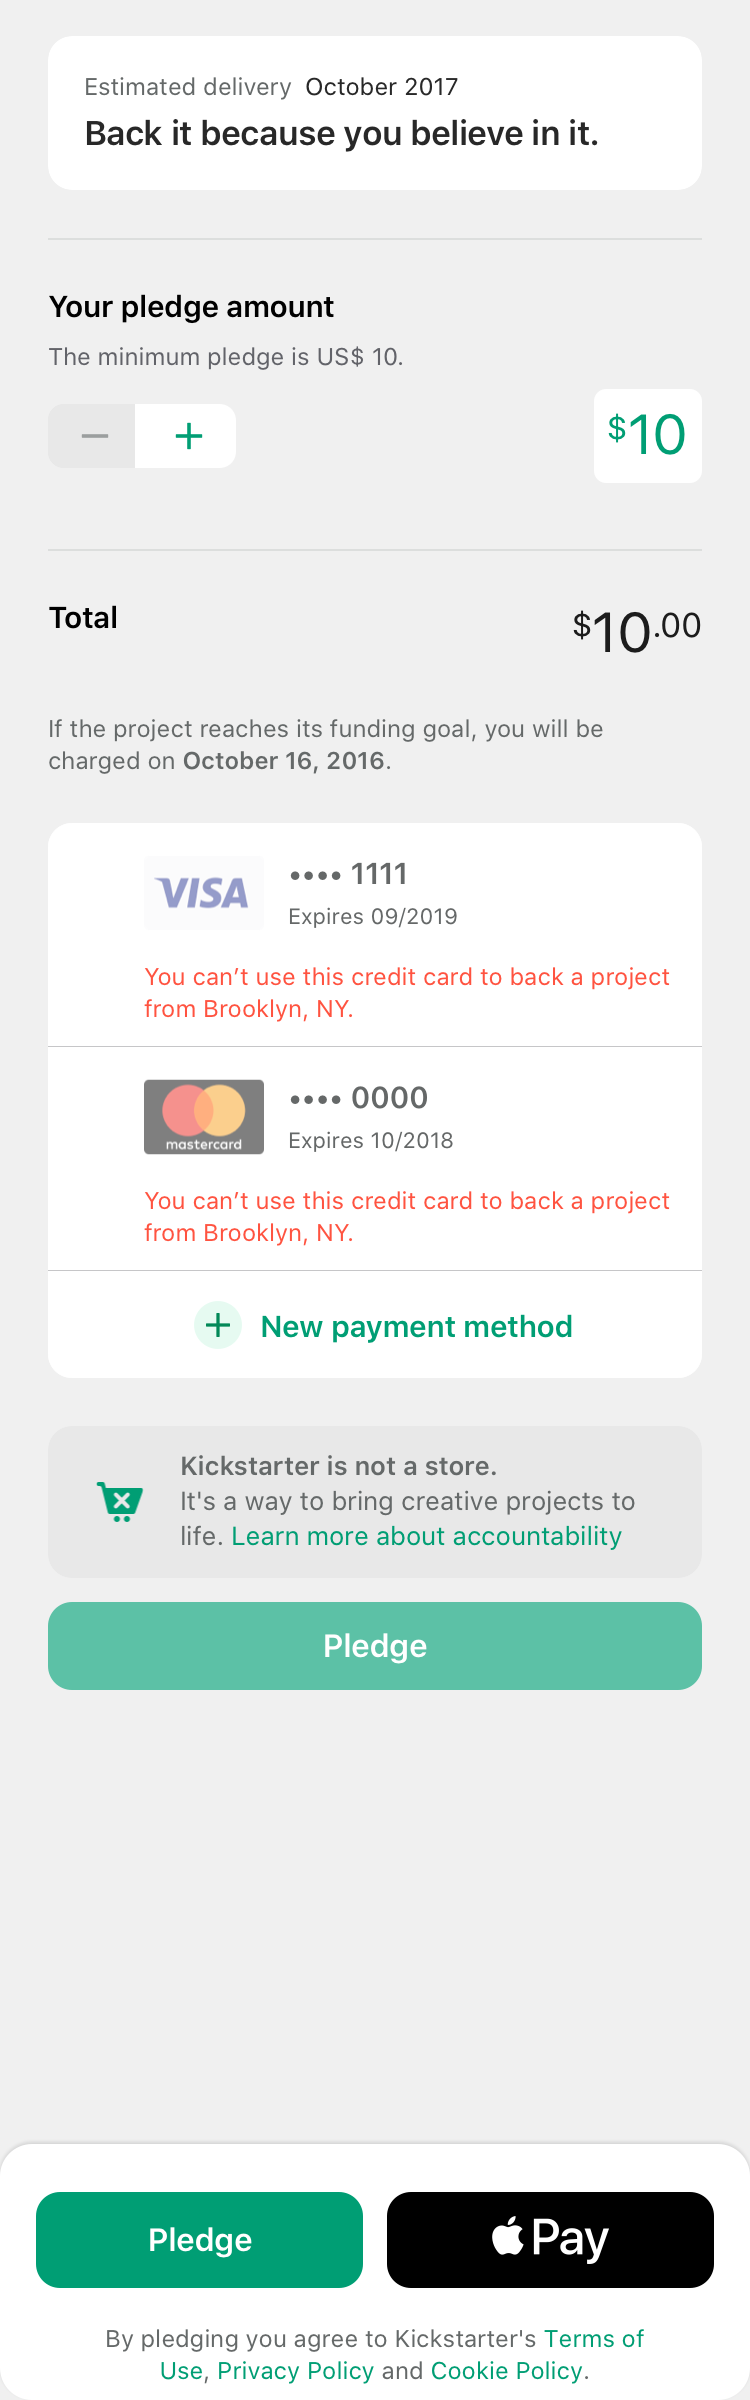 Estimated delivery October 2017
Back it because you believe in it.
Your pledge amount
The minimum pledge is US$ 10.
$10
Total
$10.00
If the project reaches its funding goal, you will be
charged on October 16, 2016.
VISA
•••• 1111
Expires 09/2019
You can’t use this credit card to back a project
from Brooklyn, NY.
mastercard
•••• 0000
Expires 10/2018
You can’t use this credit card to back a project
from Brooklyn, NY.
New payment method
Kickstarter is not a store.
It's a way to bring creative projects to
life. Learn more about accountability
Pledge
Pledge
Pay
By pledging you agree to Kickstarter's Terms of
Use, Privacy Policy and Cookie Policy.